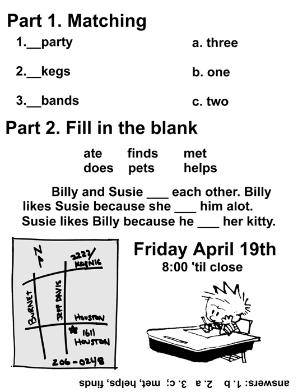 Part 1. Matching
1.__party a. three
2.__kegs b. one
3.__bands c. two
Part 2. Fill in the blank
ate finds met
does pets helps
Billy and Susie ___ each other. Billy
likes Susie because she ___ him alot.
Susie likes Billy because he ___ her kitty.
N
BURNET
JEFF DAVIS
HOUSTON
1611
HOUSTON
206-0248
Friday April 19th
8:00 'til close
answers: 1. b 2. a 3. c; met, helps, finds,